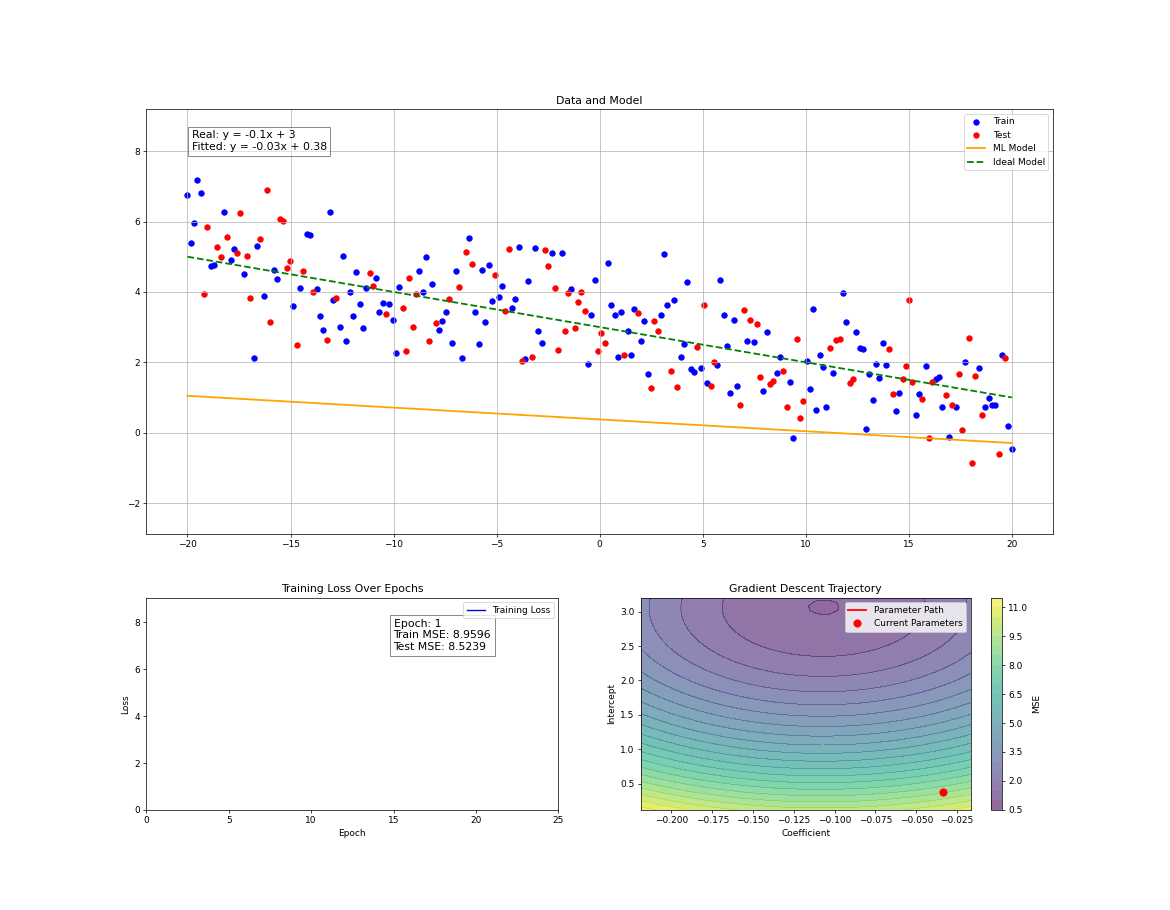 Data and Model
Real: y = -0.1x + 3
Fitted: y = -0.03x + 0.38
Train
Test
ML Model
Ideal Model
8
6
4
2
0
−2
−20
−15
−10
−5
0
5
10
15
20
Training Loss Over Epochs
Training Loss
Epoch: 1
Train MSE: 8.9596
Test MSE: 8.5239
Loss
8
6
4
2
0
0
5
10
15
20
25
Epoch
Gradient Descent Trajectory
Parameter Path
Current Parameters
Intercept
3.0
2.5
2.0
1.5
1.0
0.5
−0.200
−0.175
−0.150
−0.125
−0.100
−0.075
−0.050
−0.025
Coefficient
11.0
9.5
8.0
6.5
5.0
3.5
2.0
0.5
MSE